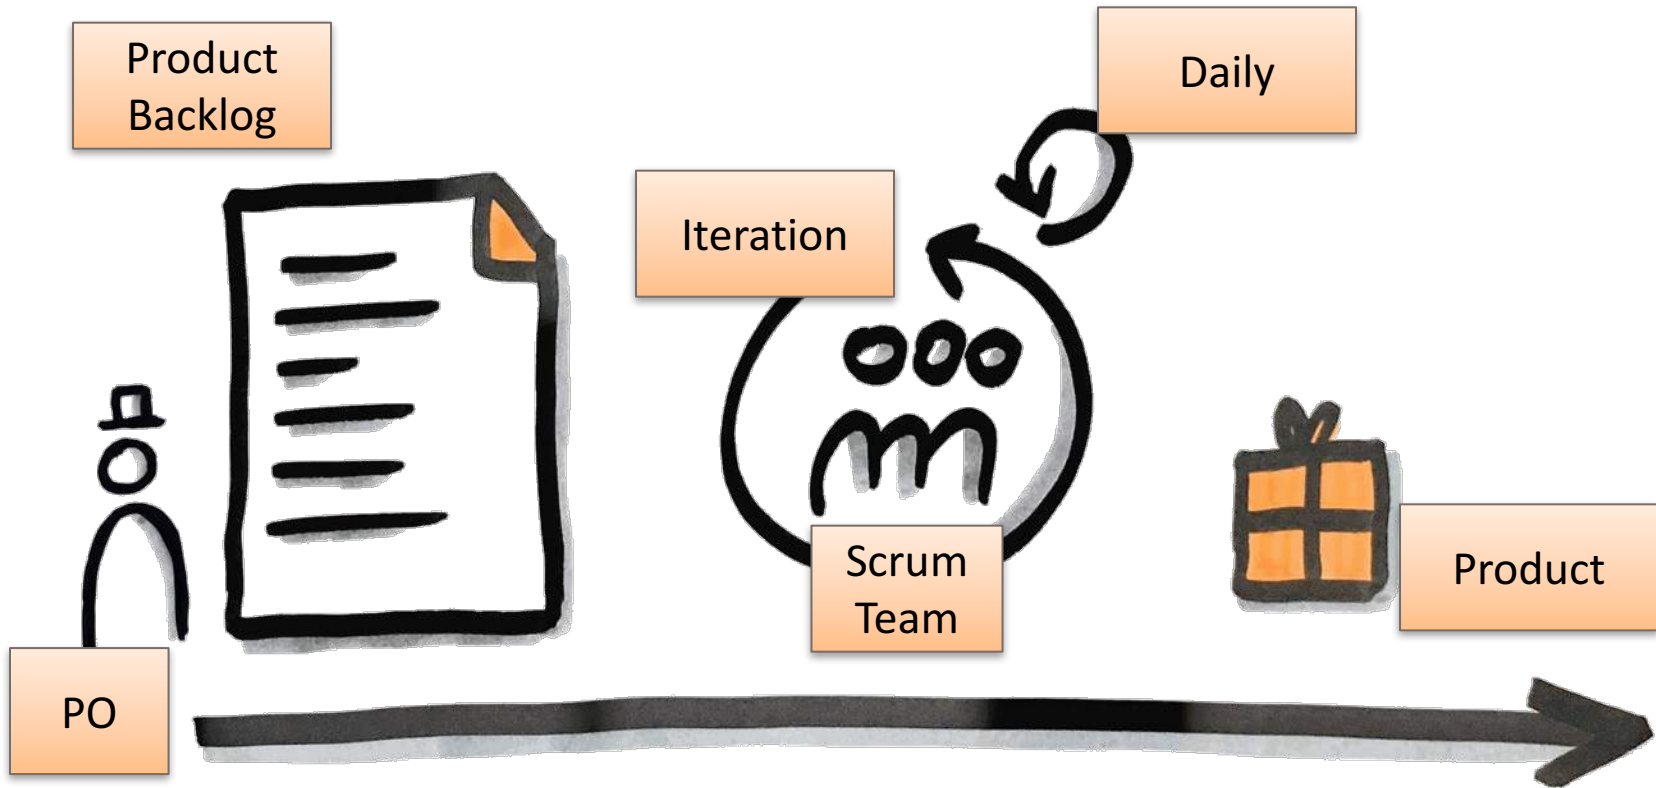 Product
Backlog
Daily
Iteration
Scrum
Team
Product
PO